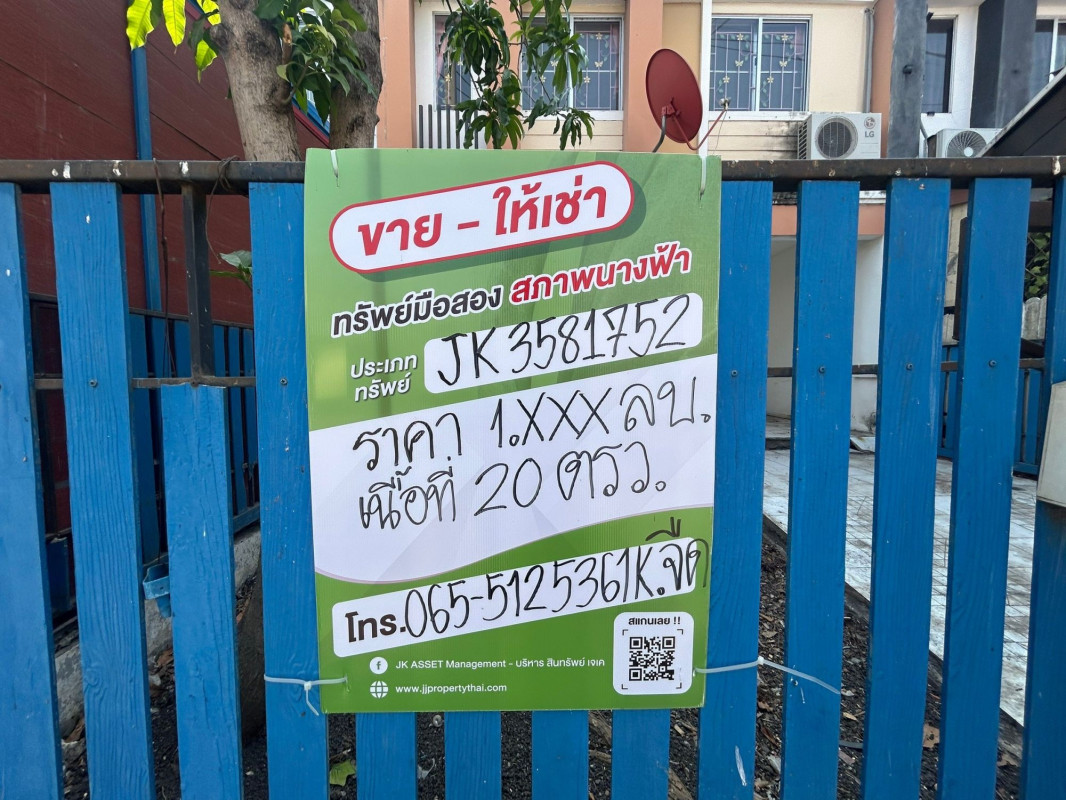 ขาย - ให้เช่า
ทรัพย์มือสอง สภาพนางฟ้า
ประเภท
ทรัพย์
JK3581752
ราคา 1.XXX ลบ.
เนื้อที่ 20 ตรว.
โทร.065-5125361K.จืด
สแกนเลย !!
JK ASSET Management - บริหาร สินทรัพย์ เจเค
www.jjpropertythai.com
LG